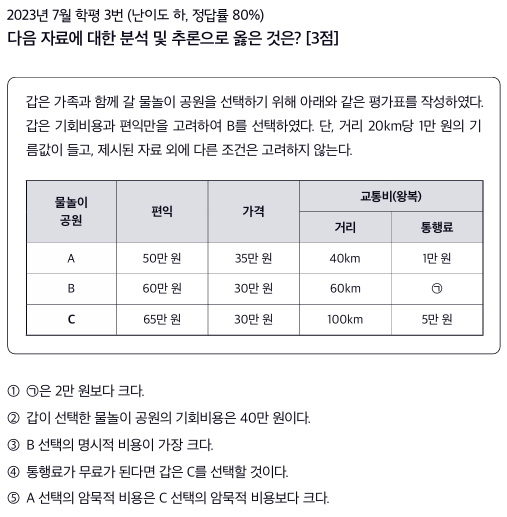 2023년 7월 학평 3번 (난이도 하, 정답률 80%)
다음 자료에 대한 분석 및 추론으로 옳은 것은? [3점]
갑은 가족과 함께 갈 물놀이 공원을 선택하기 위해 아래와 같은 평가표를 작성하였다.
갑은 기회비용과 편익만을 고려하여 B를 선택하였다. 단, 거리 20km당 1만 원의 기
름값이 들고, 제시된 자료 외에 다른 조건은 고려하지 않는다.
물놀이 공원 편익 가격 교통비(왕복)
거리 통행료
A 50만 원 35만 원 40km 1만 원
B 60만 원 30만 원 60km ㉠
C 65만 원 30만 원 100km 5만 원
① ㉠은 2만 원보다 크다.
② 갑이 선택한 물놀이 공원의 기회비용은 40만 원이다.
③ B 선택의 명시적 비용이 가장 크다.
④ 통행료가 무료가 된다면 갑은 C를 선택할 것이다.
⑤ A 선택의 암묵적 비용은 C 선택의 암묵적 비용보다 크다.